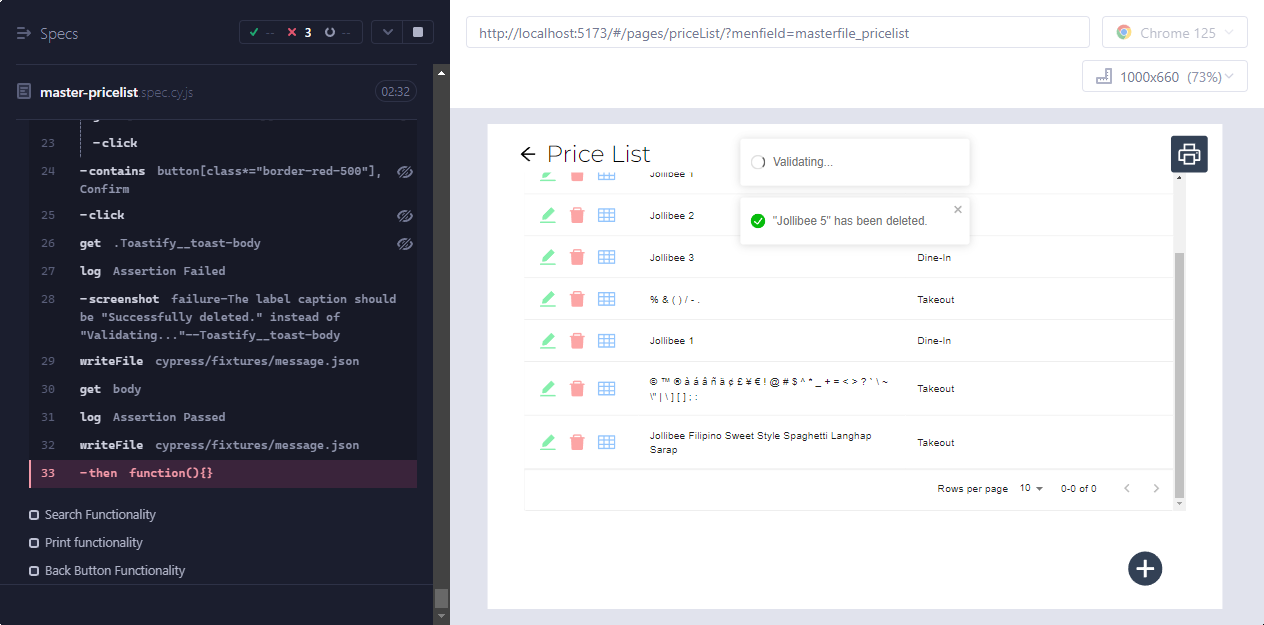 Specs
-- 3 --
master-pricelist.spec.cy.js 02:32
23 -click
24 -contains button[class*="border-red-500"],
Confirm
25 -click
26 get .Toastify__toast-body
27 log Assertion Failed
28 -screenshot failure-The label caption should
be "Successfully deleted." instead of
"Validating..."--Toastify__toast-body
29 writeFile cypress/fixtures/message.json
30 get body
31 log Assertion Passed
32 writeFile cypress/fixtures/message.json
33 -then function(){}
Search Functionality
Print functionality
Back Button Functionality
http://localhost:5173/#/pages/priceList/?menfield=masterfile_pricelist
Chrome 125
1000x660 (73%)
Price List
Validating...
"Jollibee 5" has been deleted.
Jollibee 1
Jollibee 2
Jollibee 3 Dine-In
% & ( ) / - . Takeout
Jollibee 1 Dine-In
© ™ ® à á â ñ ä ¢ £ ¥ € ! @ # $ ^ * _ + = < > ? ` \ ~ Takeout
\" | \ ] [ ] ; :
Jollibee Filipino Sweet Style Spaghetti Langhap Takeout
Sarap
Rows per page 10 0-0 of 0